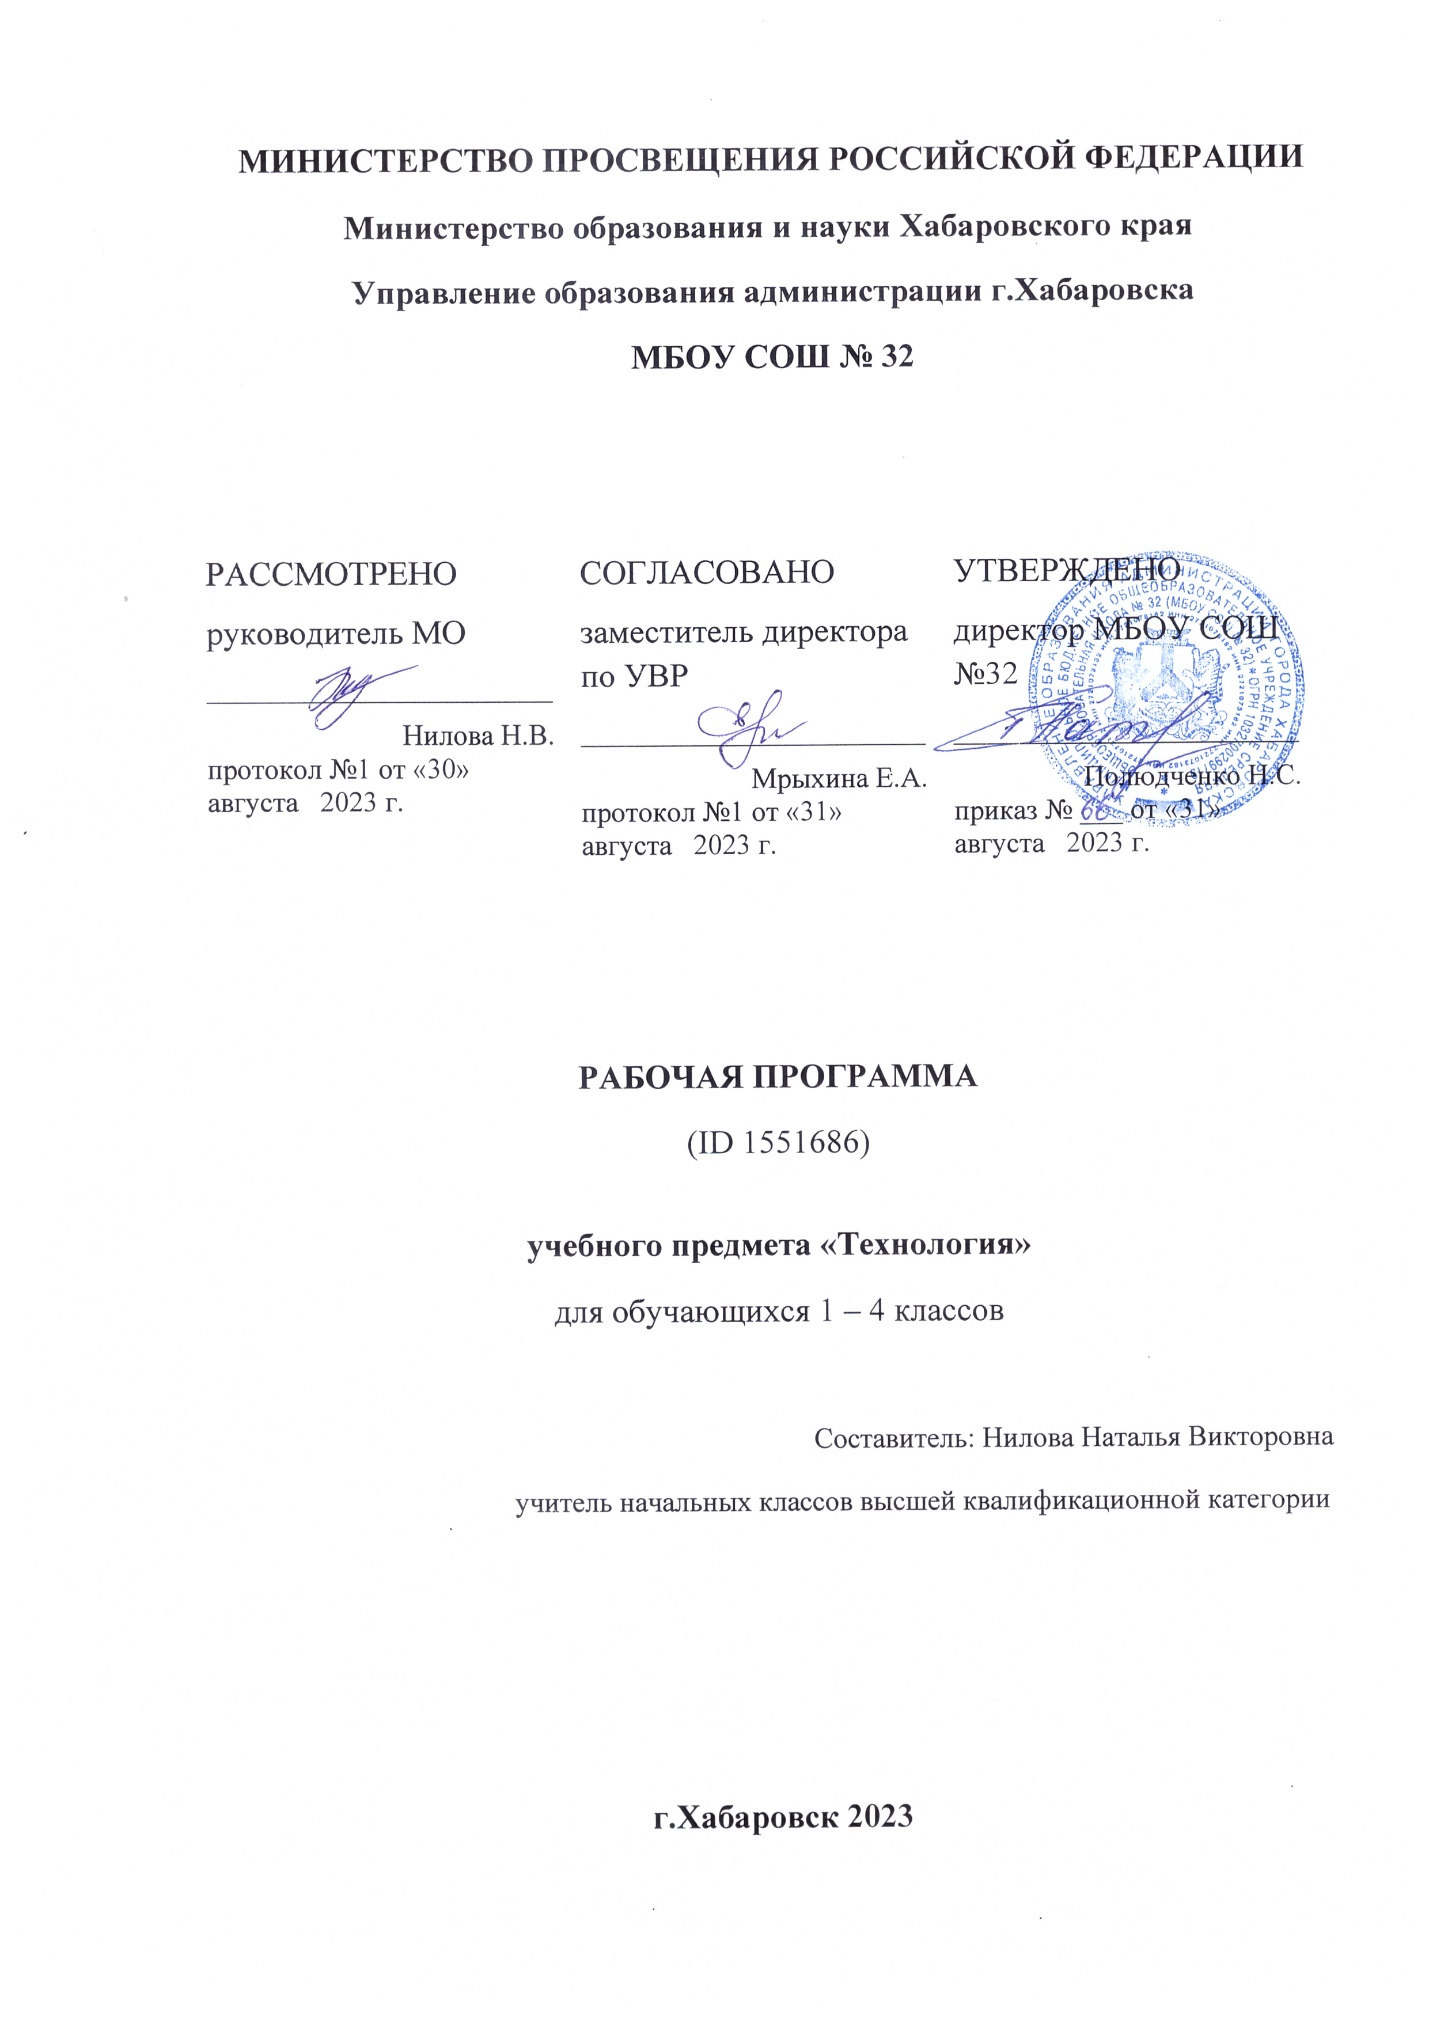 МИНИСТЕРСТВО ПРОСВЕЩЕНИЯ РОССИЙСКОЙ ФЕДЕРАЦИИ
Министерство образования и науки Хабаровского края
Управление образования администрации г.Хабаровска
МБОУ СОШ № 32
РАССМОТРЕНО
руководитель МО
Нилова Н.В.
протокол №1 от «30»
августа 2023 г.
СОГЛАСОВАНО
заместитель директора
по УВР
Мрыхина Е.А.
протокол №1 от «31»
августа 2023 г.
УТВЕРЖДЕНО
директор МБОУ СОШ
№32
Полюдченко Н.С.
приказ № от «31»
августа 2023 г.
РАБОЧАЯ ПРОГРАММА
(ID 1551686)
учебного предмета «Технология»
для обучающихся 1 – 4 классов
Составитель: Нилова Наталья Викторовна
учитель начальных классов высшей квалификационной категории
г.Хабаровск 2023